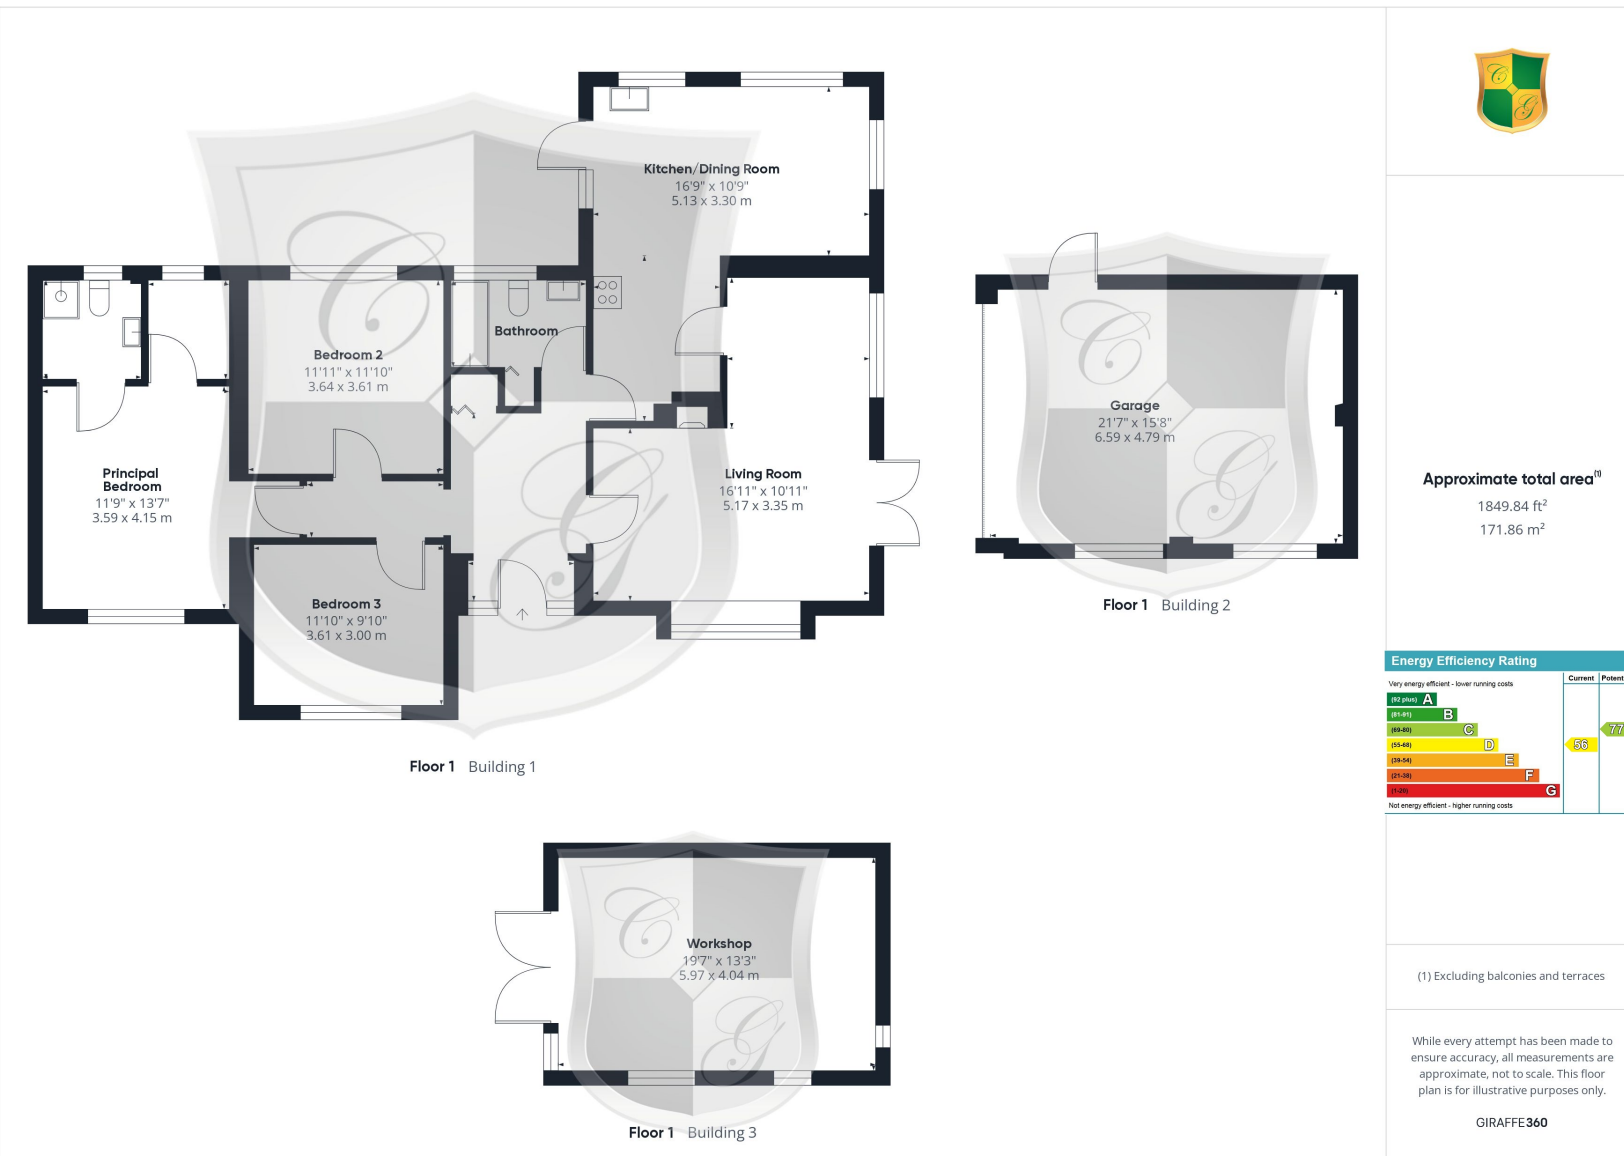 Kitchen/Dining Room
16'9" x 10'9"
5.13 x 3.30 m
Bathroom
Bedroom 2
11'11" x 11'10"
3.64 x 3.61 m
Principal
Bedroom
11'9" x 13'7"
3.59 x 4.15 m
Living Room
16'11" x 10'11"
5.17 x 3.35 m
Bedroom 3
11'10" x 9'10"
3.61 x 3.00 m
Floor 1 Building 1
Garage
21'7" x 15'8"
6.59 x 4.79 m
Floor 1 Building 2
Workshop
19'7" x 13'3"
5.97 x 4.04 m
Floor 1 Building 3
C
G
Approximate total area(1)
1849.84 ft²
171.86 m²
Energy Efficiency Rating
Current Potent
Very energy efficient - lower running costs
(92 plus) A
(81-91) B
(69-80) C 77
(55-68) D 56
(39-54) E
(21-38) F
(1-20) G
Not energy efficient - higher running costs
(1) Excluding balconies and terraces
While every attempt has been made to
ensure accuracy, all measurements are
approximate, not to scale. This floor
plan is for illustrative purposes only.
GIRAFFE360